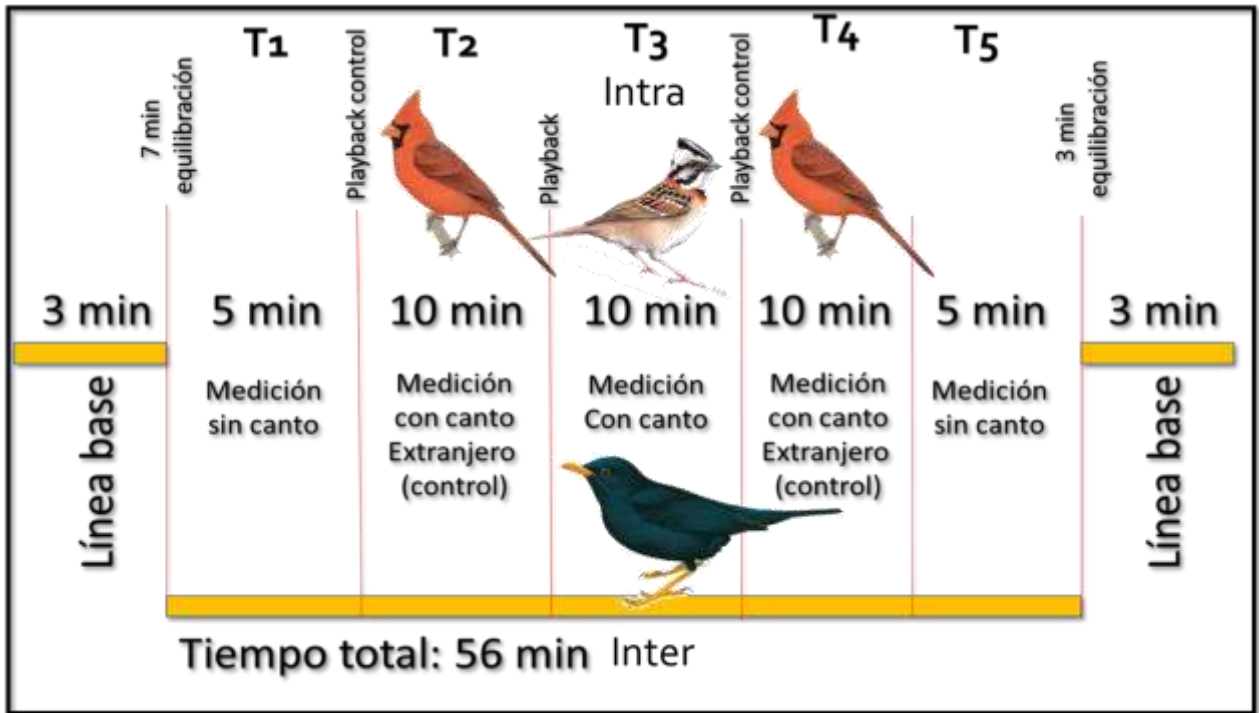 T1
T2
T3
T4
T5
Intra
7 min
equilibración
Playback control
Playback
Playback control
3 min
equilibración
3 min
5 min
10 min
10 min
10 min
5 min
3 min
Línea base
Medición
sin canto
Medición
con canto
Extranjero
(control)
Medición
Con canto
Medición
con canto
Extranjero
(control)
Medición
sin canto
Línea base
Tiempo total: 56 min
Inter